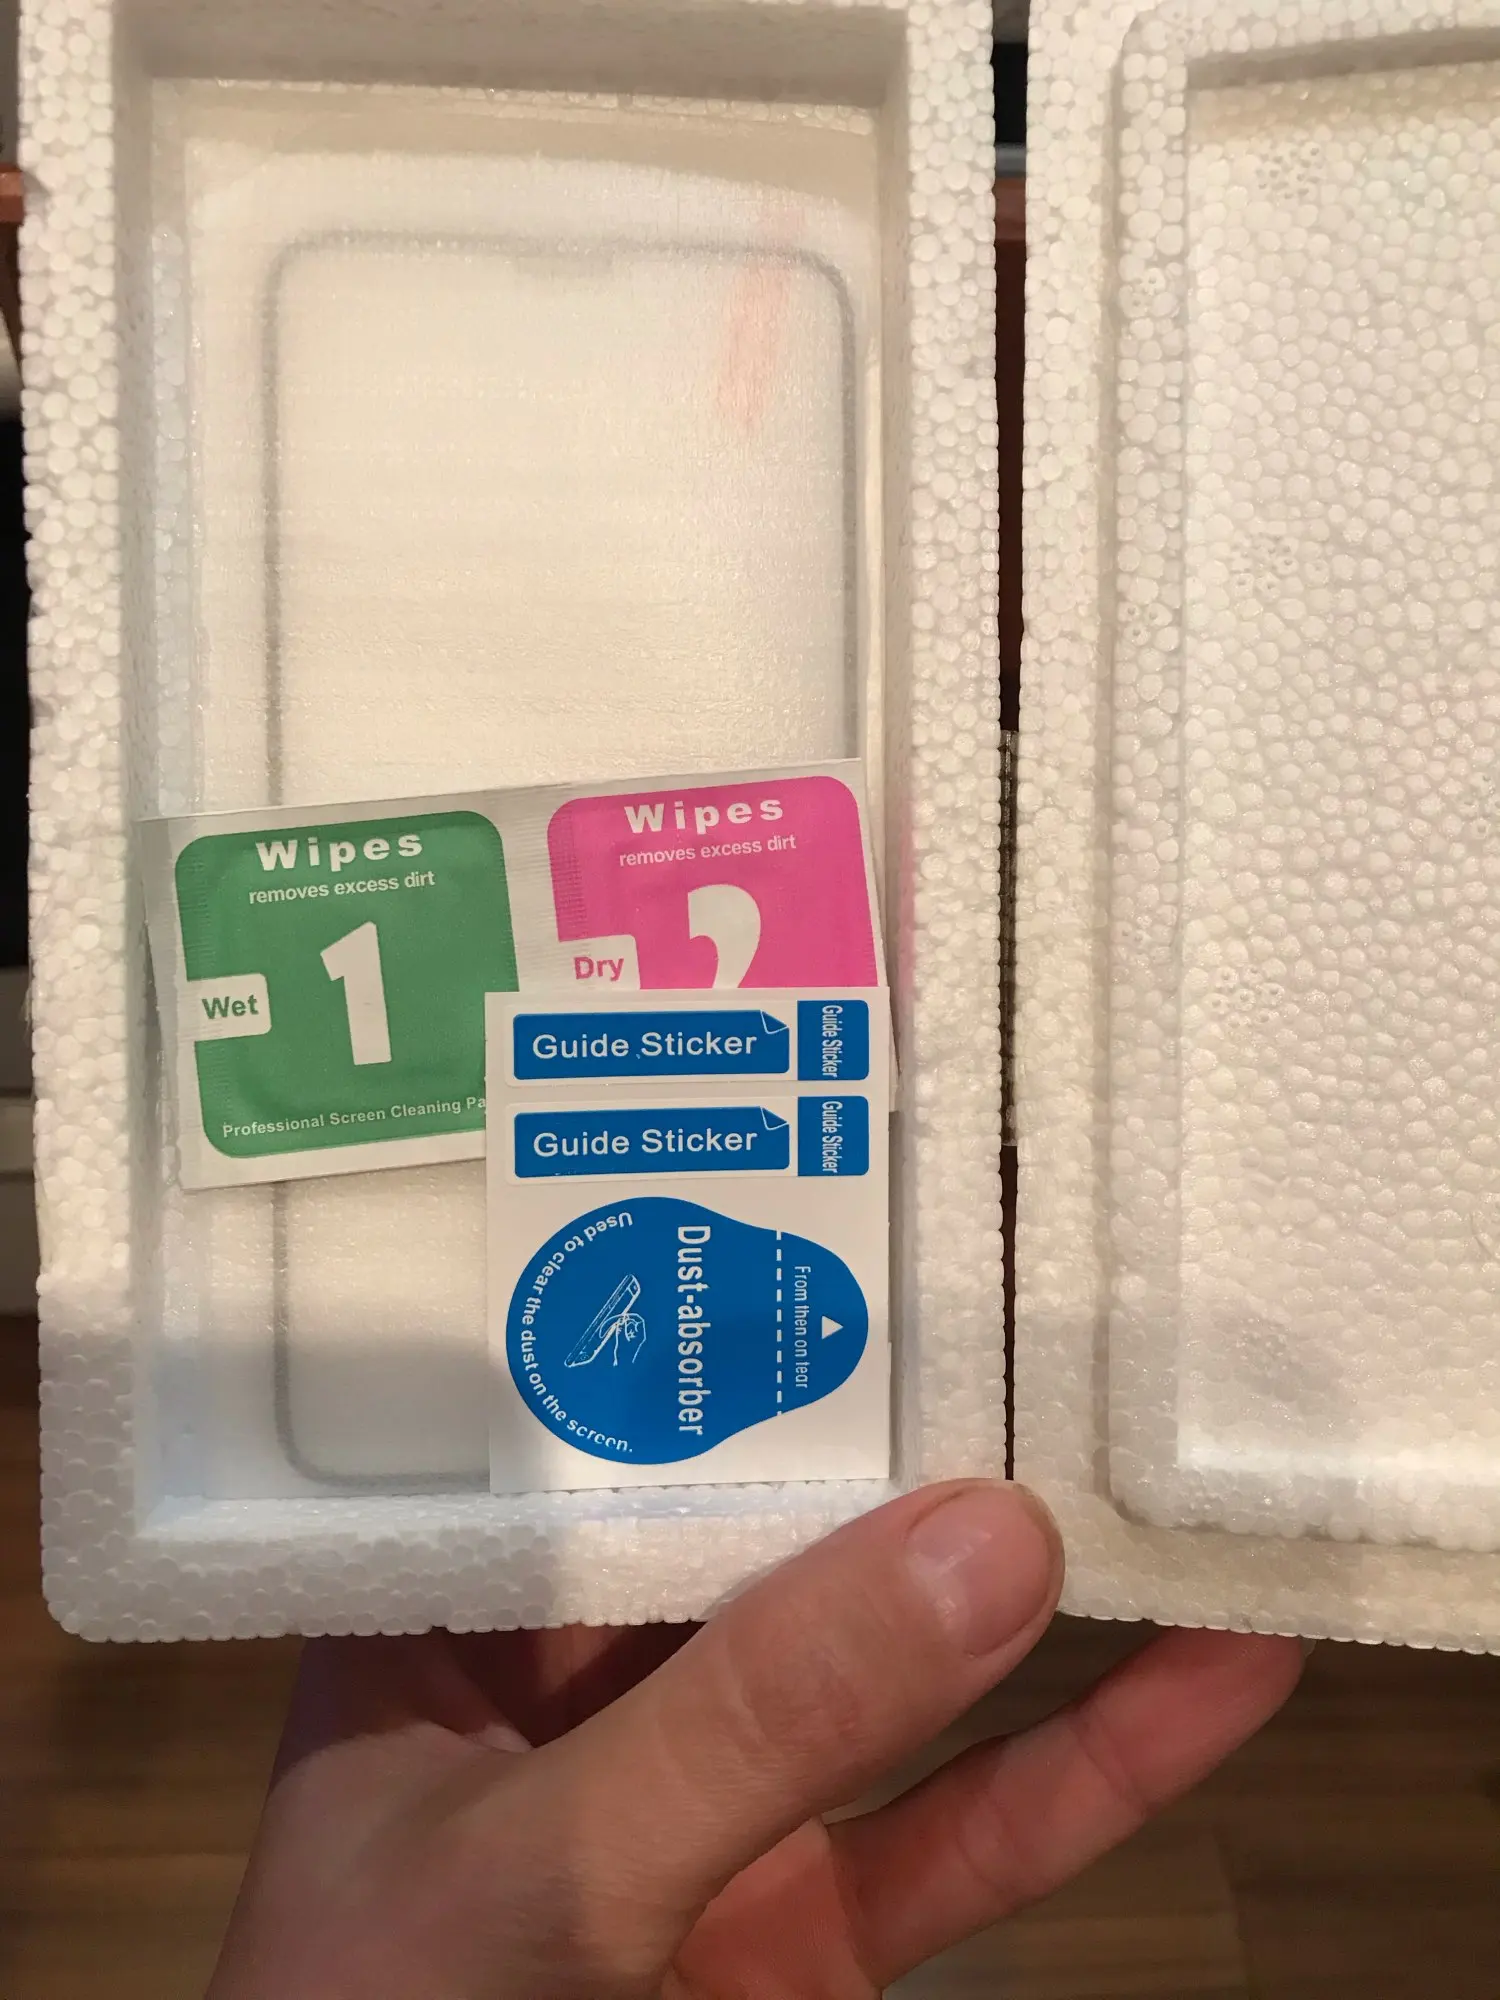 Wipes
removes excess dirt
1
Wet
Professional Screen Cleaning Pa
Wipes
removes excess dirt
2
Dry
Guide Sticker
Guide Sticker
Guide Sticker
Guide Sticker
Used to clear the dust on the screen.
Dust-absorber
From then on tear